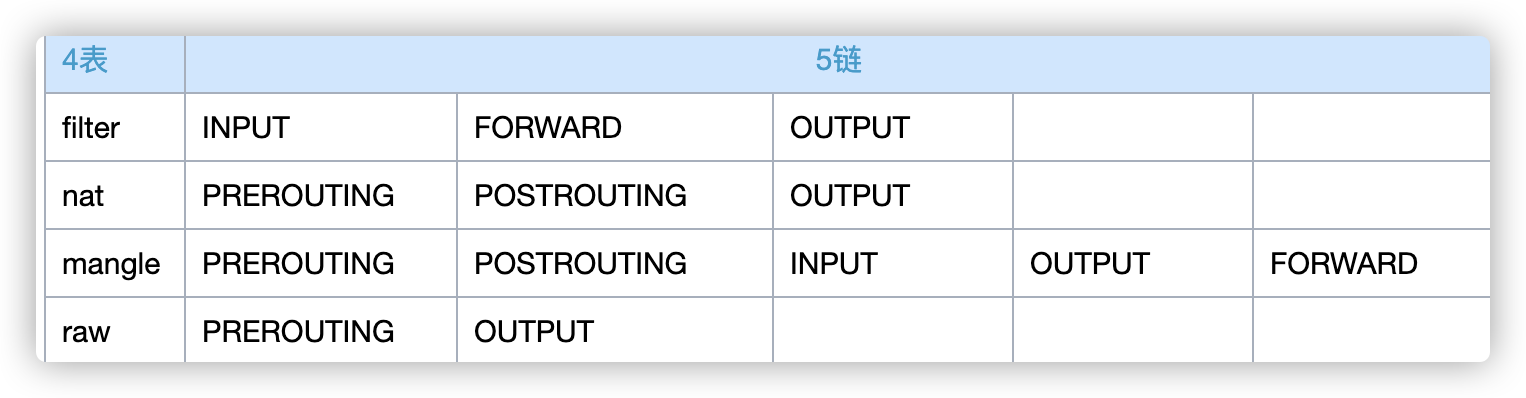 4表 5链
filter INPUT FORWARD OUTPUT
nat PREROUTING POSTROUTING OUTPUT
mangle PREROUTING POSTROUTING INPUT OUTPUT FORWARD
raw PREROUTING OUTPUT